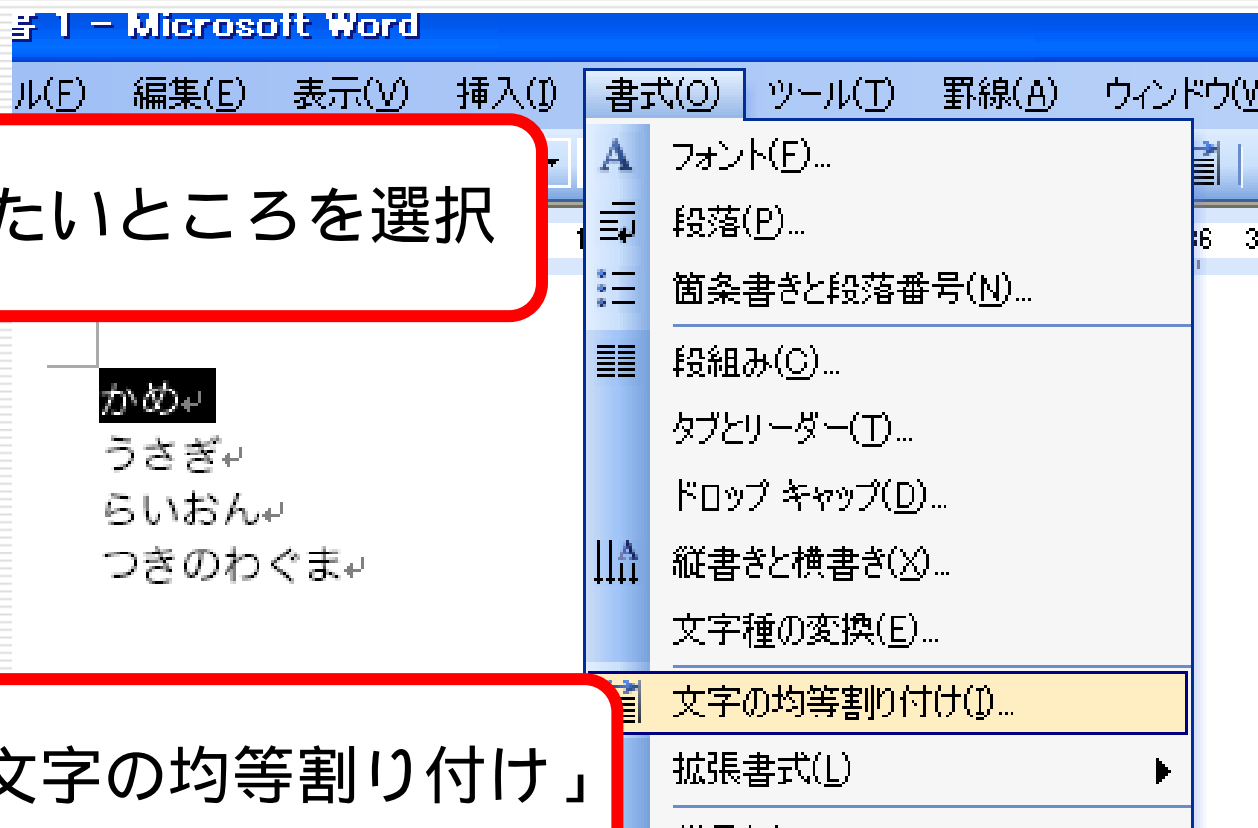 1 - Microsoft Word
ル(F) 編集(E) 表示(V) 挿入(I) 書式(O) ツール(T) 罫線(A) ウィンドウ(W
たいところを選択
フォント(F)...
段落(P)...
箇条書きと段落番号(N)...
段組み(C)...
タブとリーダー(T)...
ドロップ キャップ(D)...
縦書きと横書き(X)...
文字種の変換(E)...
文字の均等割り付け(I)...
拡張書式(L)
かめ
うさぎ
らいおん
つきのわぐま
文字の均等割り付け」